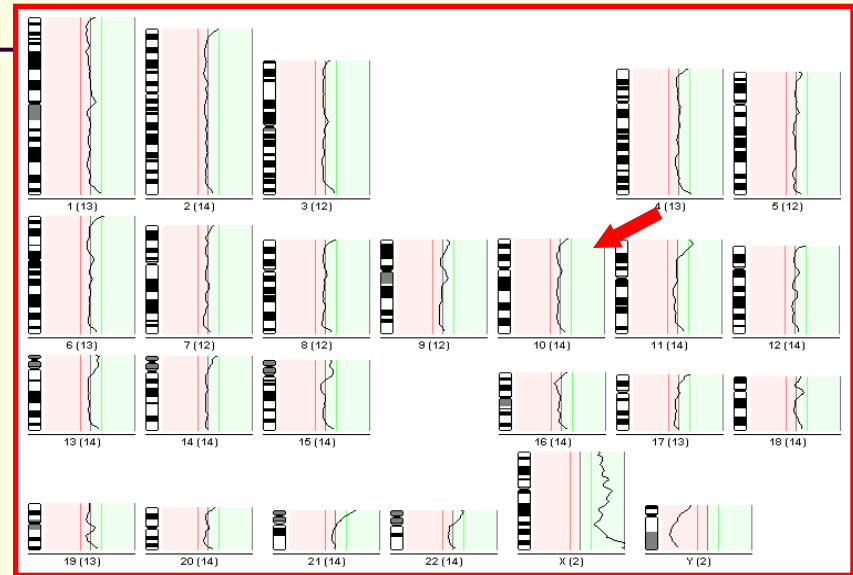 1 (13) 2 (14) 3 (12) 4 (13) 5 (12)
6 (13) 7 (12) 8 (12) 9 (12) 10 (14) 11 (14) 12 (14)
13 (14) 14 (14) 15 (14) 16 (14) 17 (13) 18 (14)
19 (13) 20 (14) 21 (14) 22 (14) X (2) Y (2)